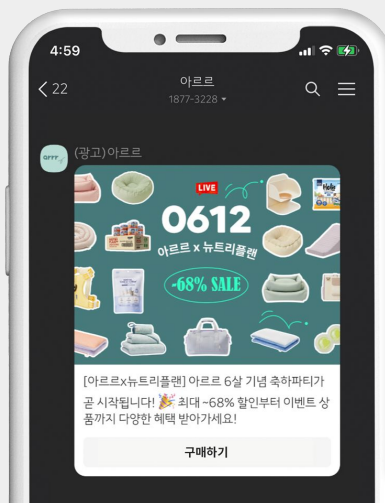 4:59
22
아르르
1877-3228
arrr
(광고)아르르
LIVE
0612
아르르 x 뉴트리플랜
-68% SALE
[아르르x뉴트리플랜] 아르르 6살 기념 축하파티가
곧 시작됩니다! 🎉 최대 ~68% 할인부터 이벤트 상
품까지 다양한 혜택 받아가세요!
구매하기